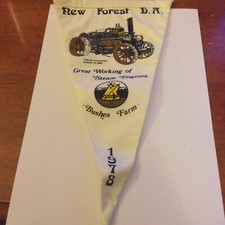 New Forest D.A.
Great Working of
Steam Engines
Bushes Farm
1978